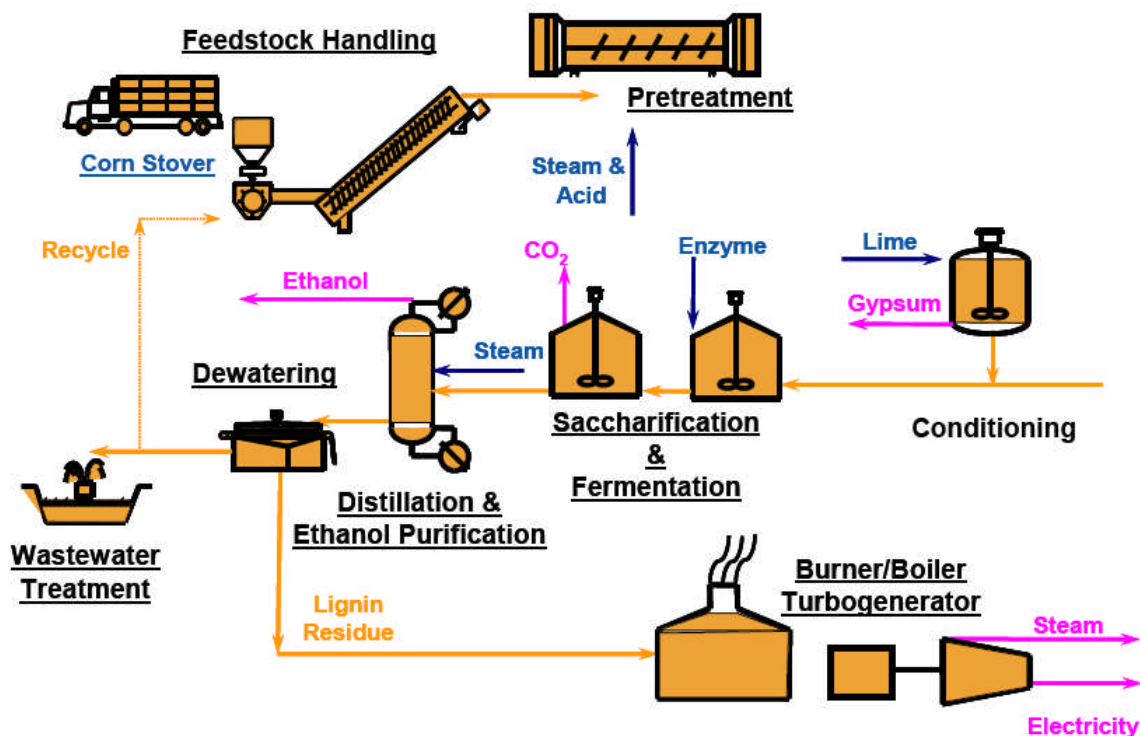 Feedstock Handling
Pretreatment
Corn Stover
Steam &
Acid
Recycle
CO₂
Enzyme
Lime
Ethanol
Gypsum
Steam
Dewatering
Saccharification
&
Fermentation
Conditioning
Distillation &
Ethanol Purification
Wastewater
Treatment
Burner/Boiler
Turbogenerator
Lignin
Residue
Steam
Electricity